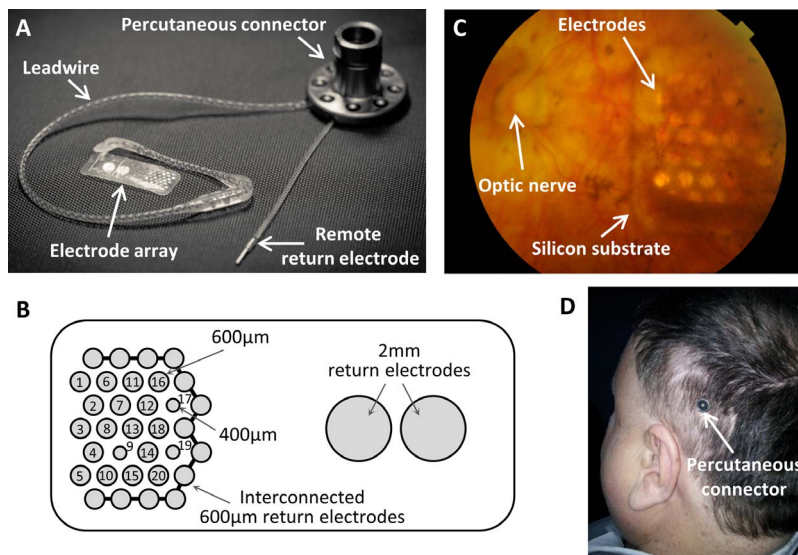 A
Percutaneous connector
Leadwire
Electrode array
Remote
return electrode
B
600µm
2mm
return electrodes
1 6 11 16
17
2 7 12
3 8 13 18
400µm
9
19
4 14
5 10 15 20
Interconnected
600µm return electrodes
C
Electrodes
Optic nerve
Silicon substrate
D
Percutaneous
connector